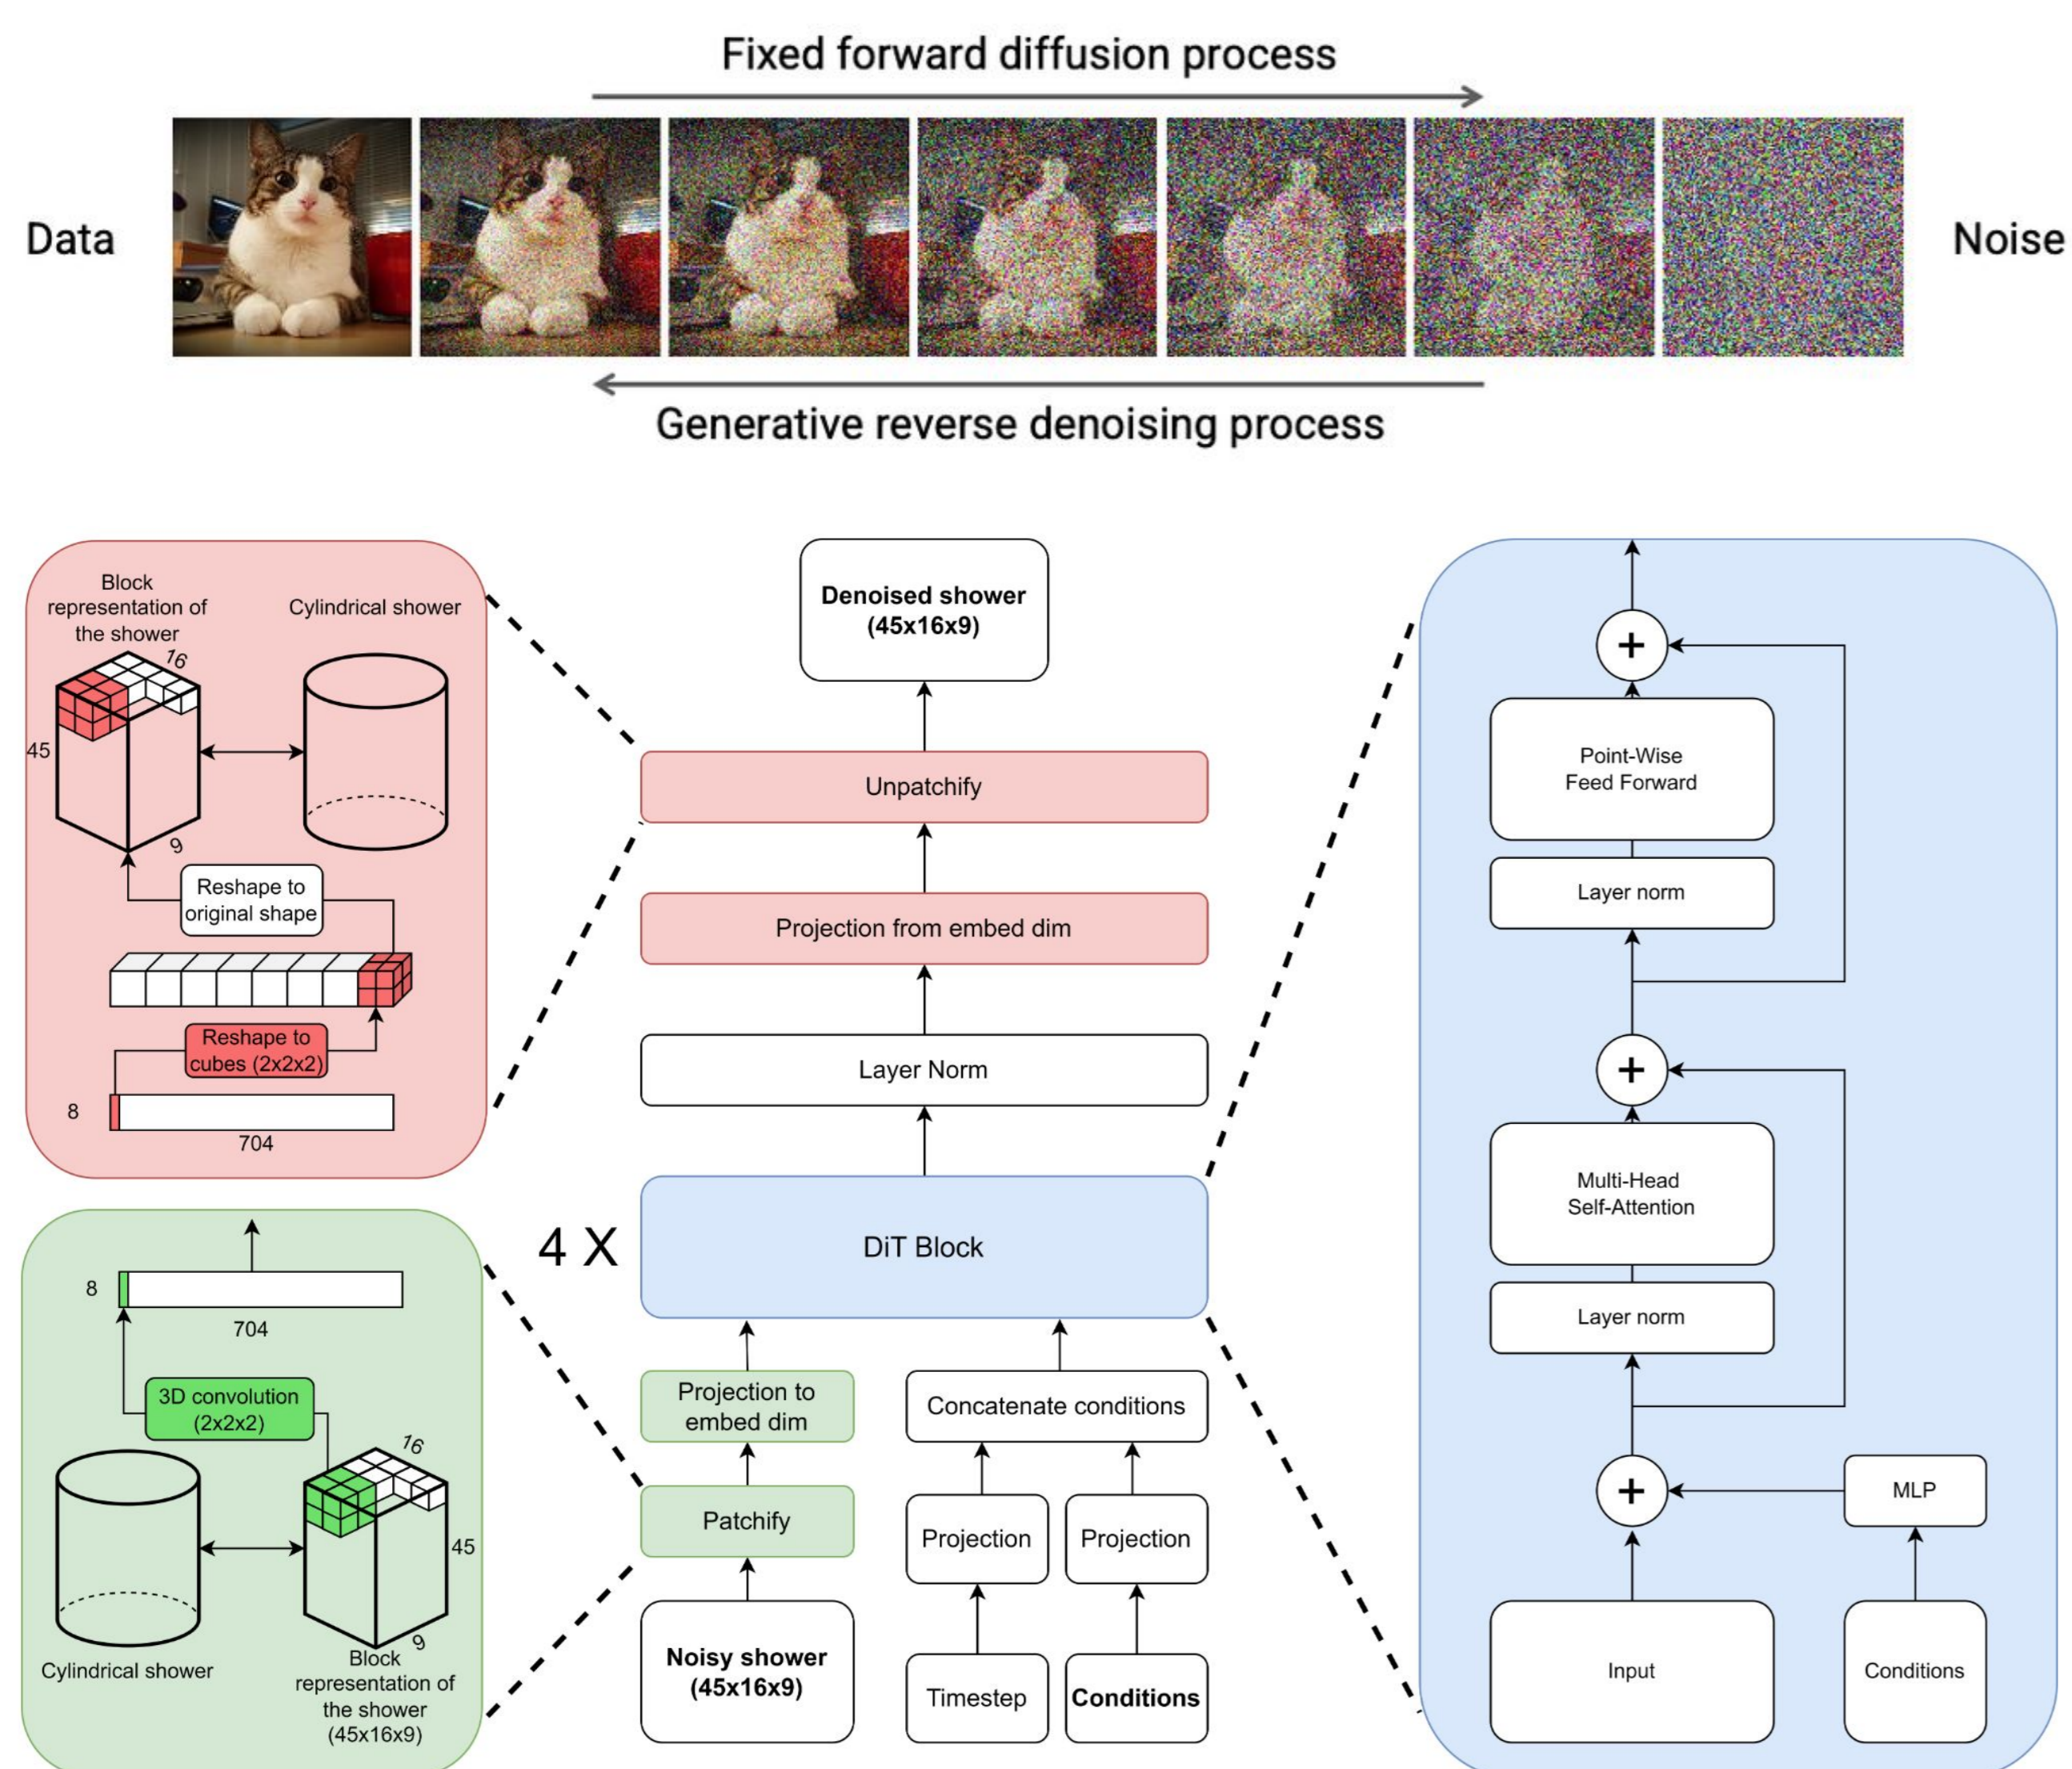 Fixed forward diffusion process
Data
Noise
Generative reverse denoising process
Block
representation of
the shower
Cylindrical shower
16
45
9
Reshape to
original shape
Reshape to
cubes (2x2x2)
8
704
8
704
3D convolution
(2x2x2)
16
45
9
Cylindrical shower
Block
representation of
the shower
(45x16x9)
Denoised shower
(45x16x9)
Unpatchify
Projection from embed dim
Layer Norm
4 X
DiT Block
Projection to
embed dim
Concatenate conditions
Patchify
Projection
Projection
Noisy shower
(45x16x9)
Timestep
Conditions
+
Point-Wise
Feed Forward
Layer norm
+
Multi-Head
Self-Attention
Layer norm
+
MLP
Input
Conditions